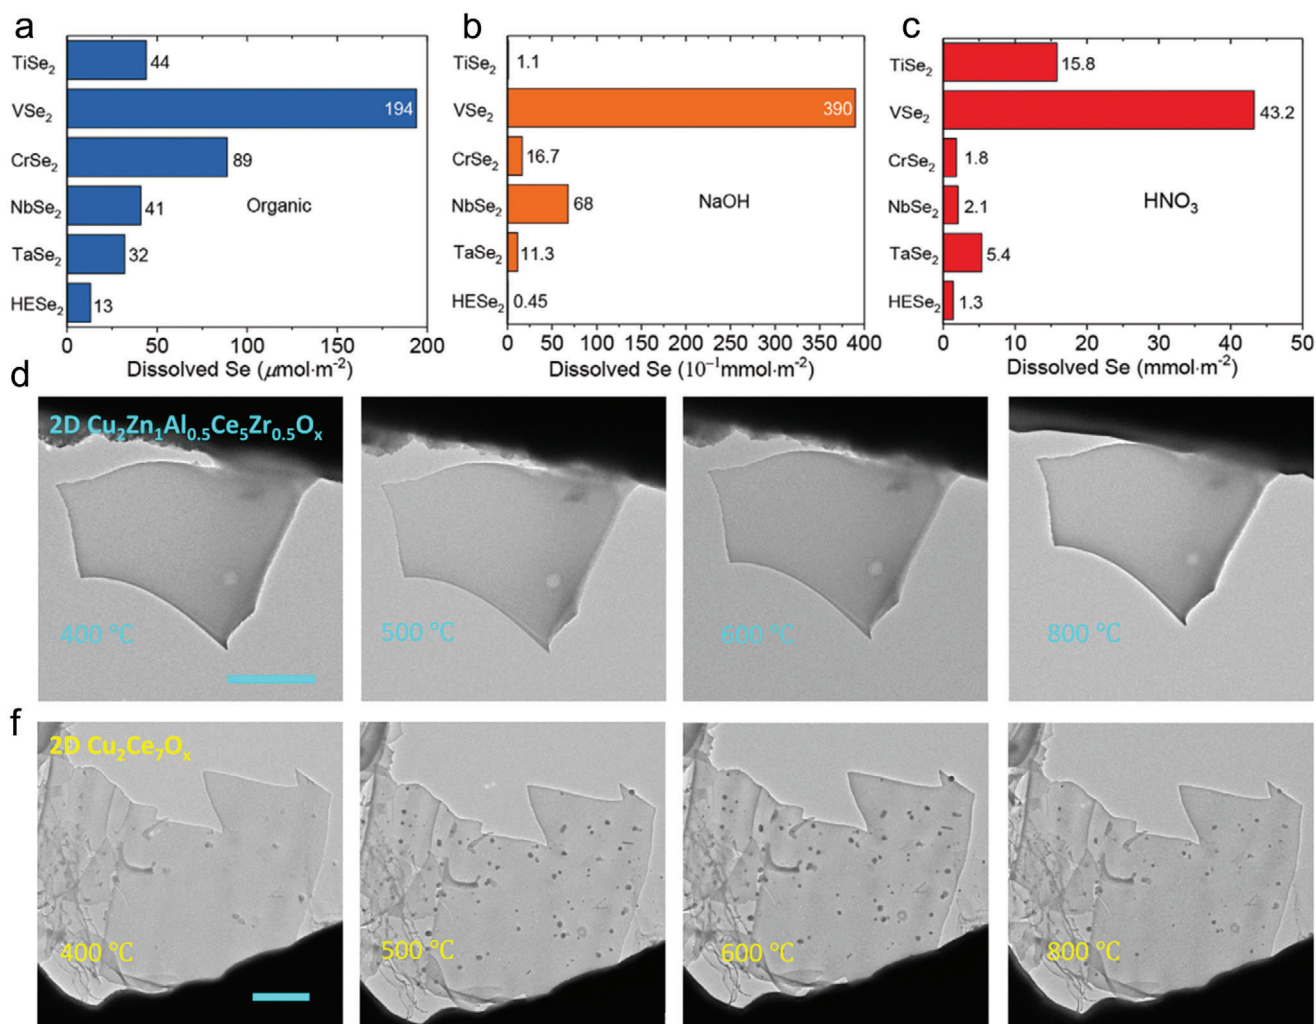 a
TiSe2 44
VSe2 194
CrSe2 89
NbSe2 41
Organic
TaSe2 32
HESe2 13
0 50 100 150 200
Dissolved Se (μmol·m-2)
b
TiSe2 1.1
VSe2 390
CrSe2 16.7
NbSe2 68
NaOH
TaSe2 11.3
HESe2 0.45
0 50 100 150 200 250 300 350 400
Dissolved Se (10-1mmol·m-2)
c
TiSe2 15.8
VSe2 43.2
CrSe2 1.8
NbSe2 2.1
HNO3
TaSe2 5.4
HESe2 1.3
0 10 20 30 40 50
Dissolved Se (mmol·m-2)
d
2D Cu2Zn1Al0.5Ce5Zr0.5Ox
400 °C
500 °C
600 °C
800 °C
f
2D Cu2Ce7Ox
400 °C
500 °C
600 °C
800 °C